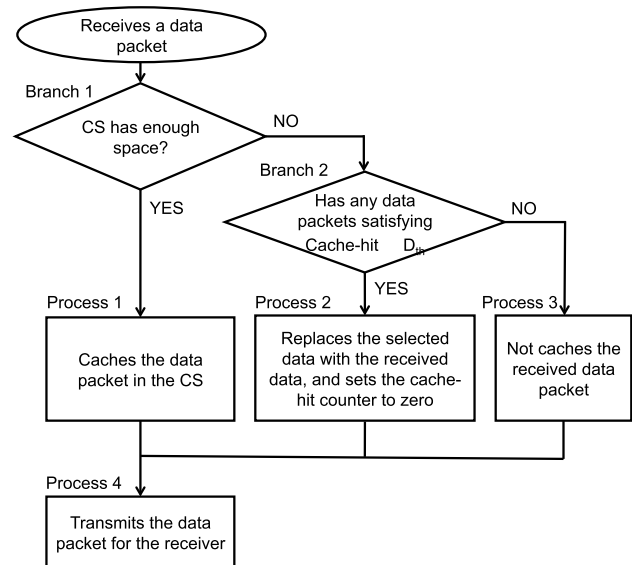 Receives a data
packet
Branch 1
CS has enough
space?
NO
YES
Branch 2
Has any data
packets satisfying
Cache-hit D_th
NO
YES
Process 1
Caches the data
packet in the CS
Process 2
Replaces the selected
data with the received
data, and sets the cache-
hit counter to zero
Process 3
Not caches the
received data
packet
Process 4
Transmits the data
packet for the receiver